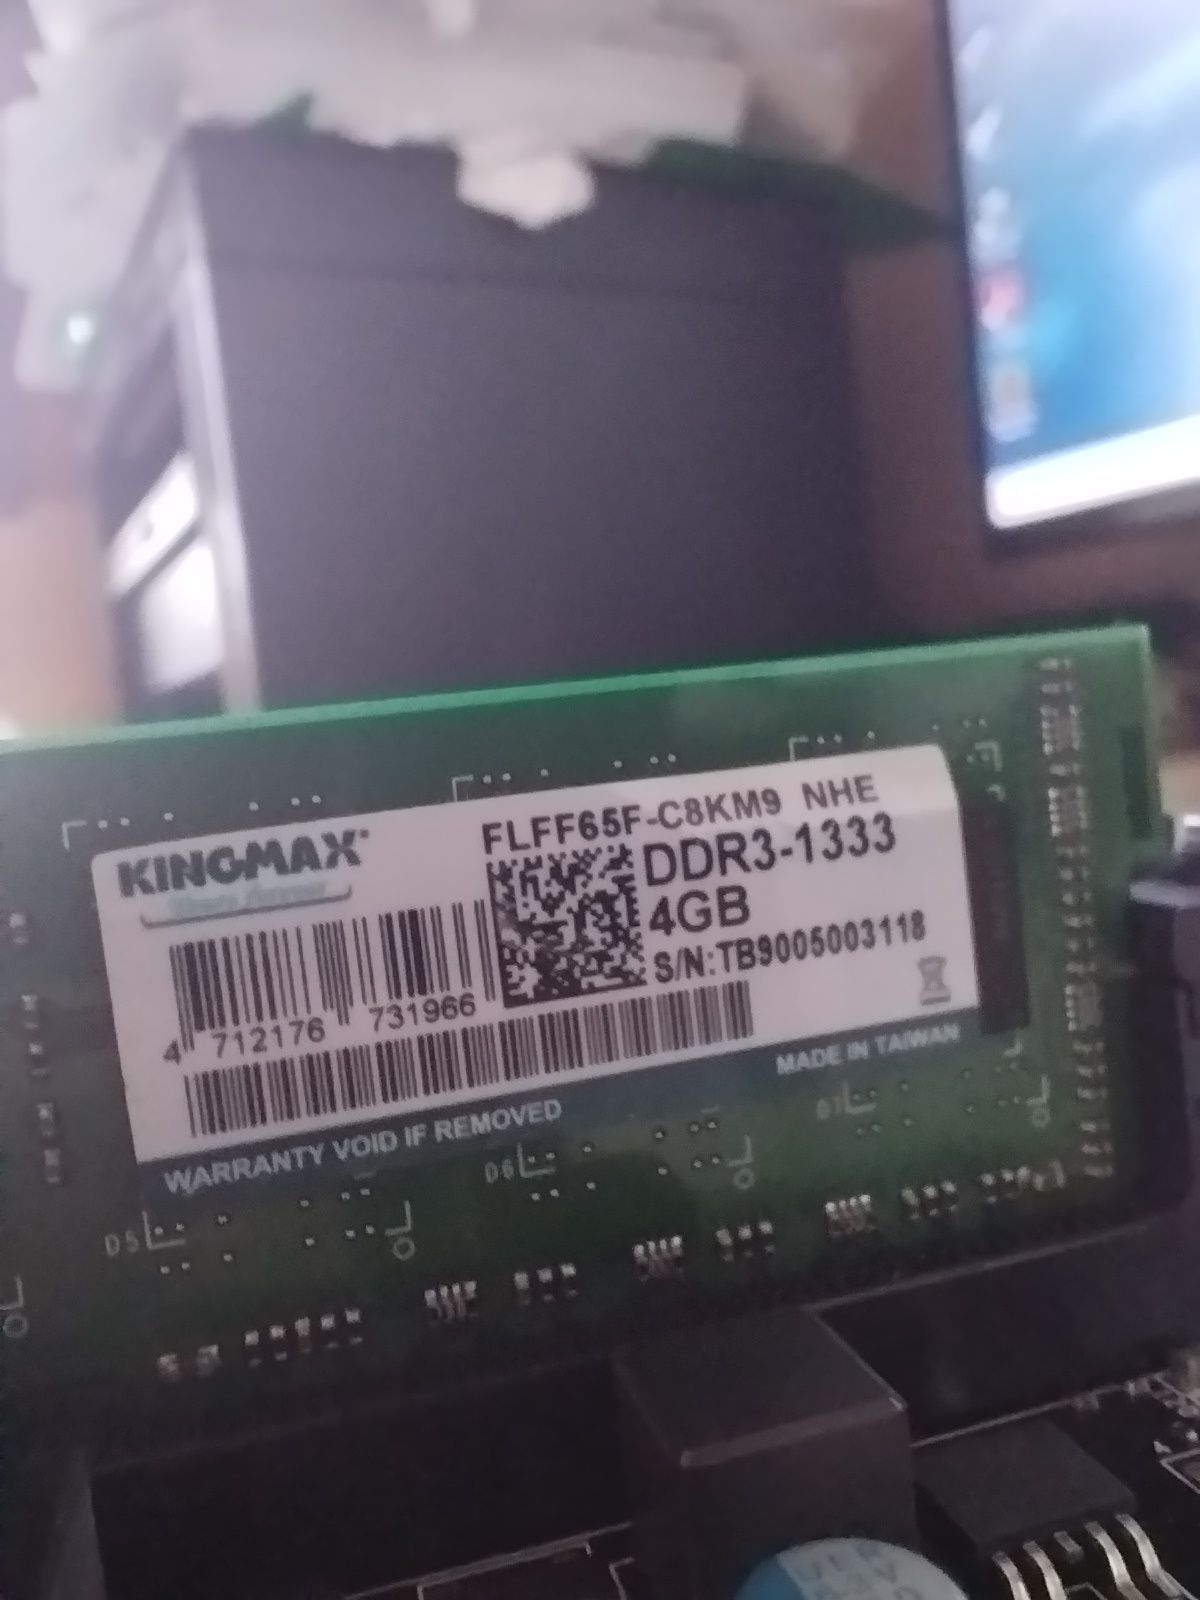 KINGMAX
FLFF65F-C8KM9 NHE
DDR3-1333
4GB
S/N:TB9005003118
4 712176 731966
MADE IN TAIWAN
WARRANTY VOID IF REMOVED
D5
D6